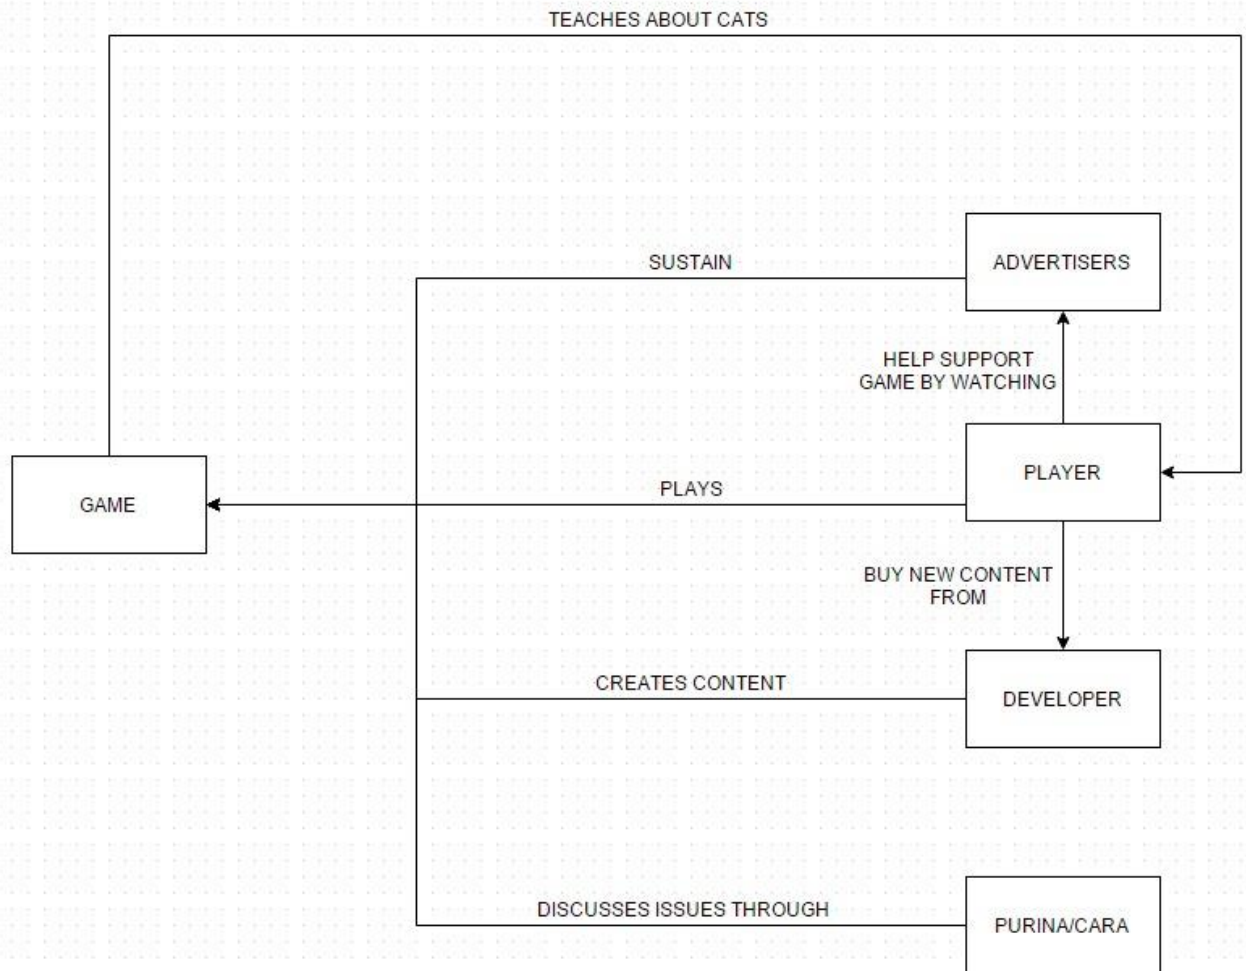 TEACHES ABOUT CATS
SUSTAIN
ADVERTISERS
HELP SUPPORT
GAME BY WATCHING
PLAYER
PLAYS
GAME
BUY NEW CONTENT
FROM
CREATES CONTENT
DEVELOPER
DISCUSSES ISSUES THROUGH
PURINA/CARA